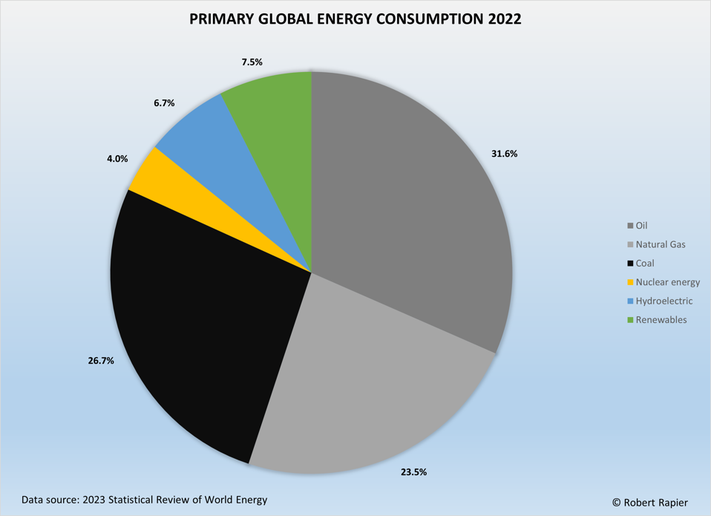 PRIMARY GLOBAL ENERGY CONSUMPTION 2022
7.5%
6.7%
4.0%
31.6%
26.7%
23.5%
Oil
Natural Gas
Coal
Nuclear energy
Hydroelectric
Renewables
Data source: 2023 Statistical Review of World Energy
© Robert Rapier